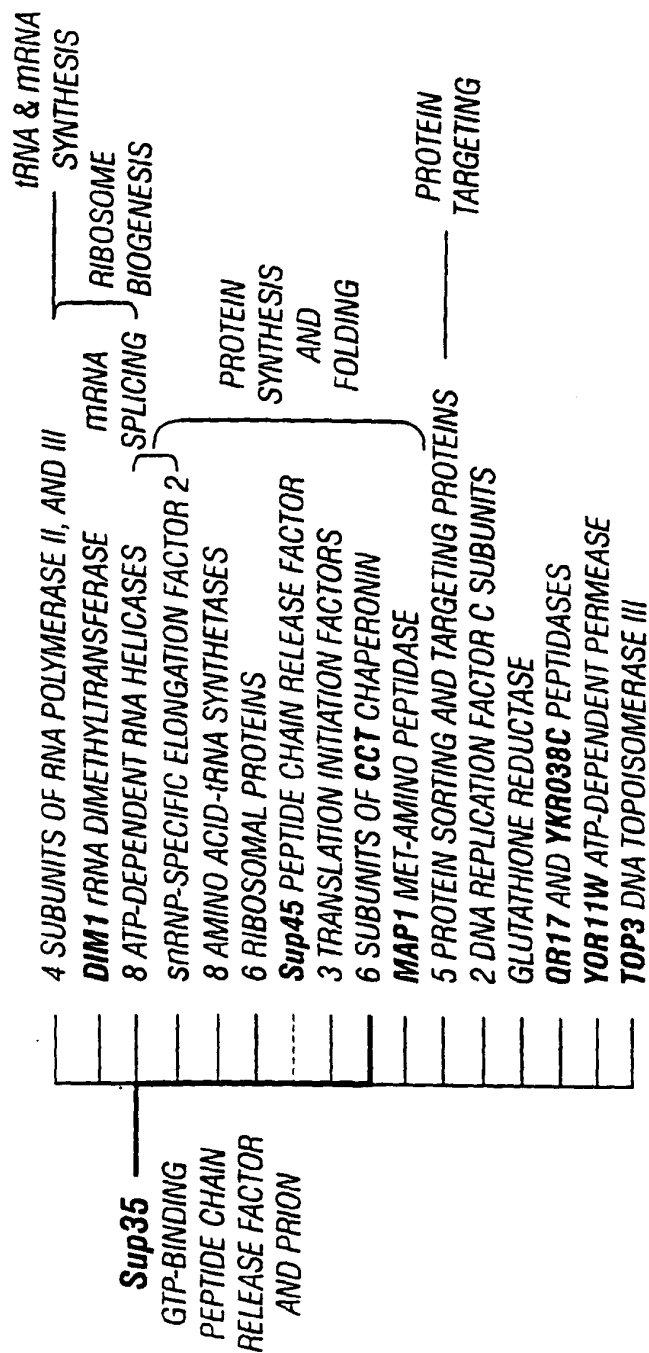 Sup35
GTP-BINDING
PEPTIDE CHAIN
RELEASE FACTOR
AND PRION
4 SUBUNITS OF RNA POLYMERASE II, AND III
DIM1 rRNA DIMETHYLTRANSFERASE
8 ATP-DEPENDENT RNA HELICASES
snRNP-SPECIFIC ELONGATION FACTOR 2
8 AMINO ACID-tRNA SYNTHETASES
6 RIBOSOMAL PROTEINS
Sup45 PEPTIDE CHAIN RELEASE FACTOR
3 TRANSLATION INITIATION FACTORS
6 SUBUNITS OF CCT CHAPERONIN
MAP1 MET-AMINO PEPTIDASE
5 PROTEIN SORTING AND TARGETING PROTEINS
2 DNA REPLICATION FACTOR C SUBUNITS
GLUTATHIONE REDUCTASE
QR17 AND YKR038C PEPTIDASES
YOR11W ATP-DEPENDENT PERMEASE
TOP3 DNA TOPOISOMERASE III
tRNA & mRNA
SYNTHESIS
RIBOSOME
BIOGENESIS
mRNA
SPLICING
PROTEIN
SYNTHESIS
AND
FOLDING
PROTEIN
TARGETING